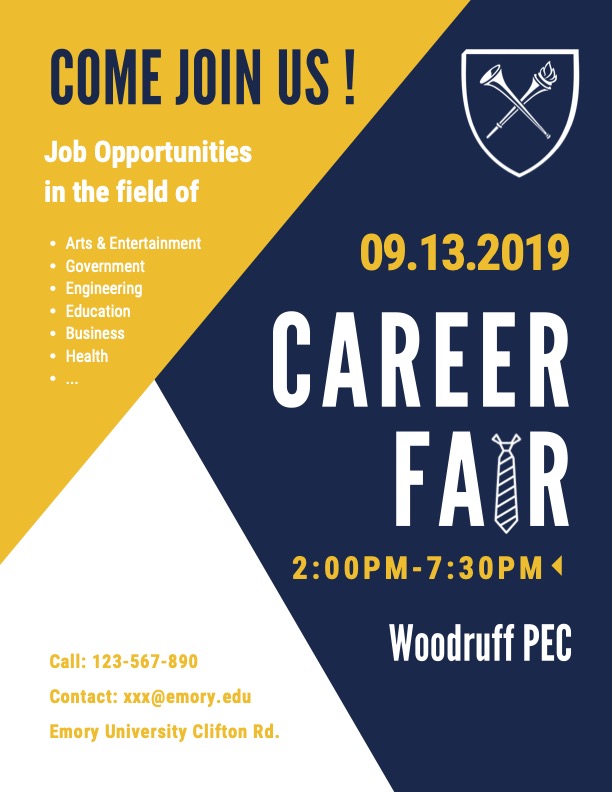 COME JOIN US !
Job Opportunities
in the field of
• Arts & Entertainment
• Government
• Engineering
• Education
• Business
• Health
• ...
09.13.2019
CAREER
FAIR
2:00PM-7:30PM
Woodruff PEC
Call: 123-567-890
Contact: xxx@emory.edu
Emory University Clifton Rd.